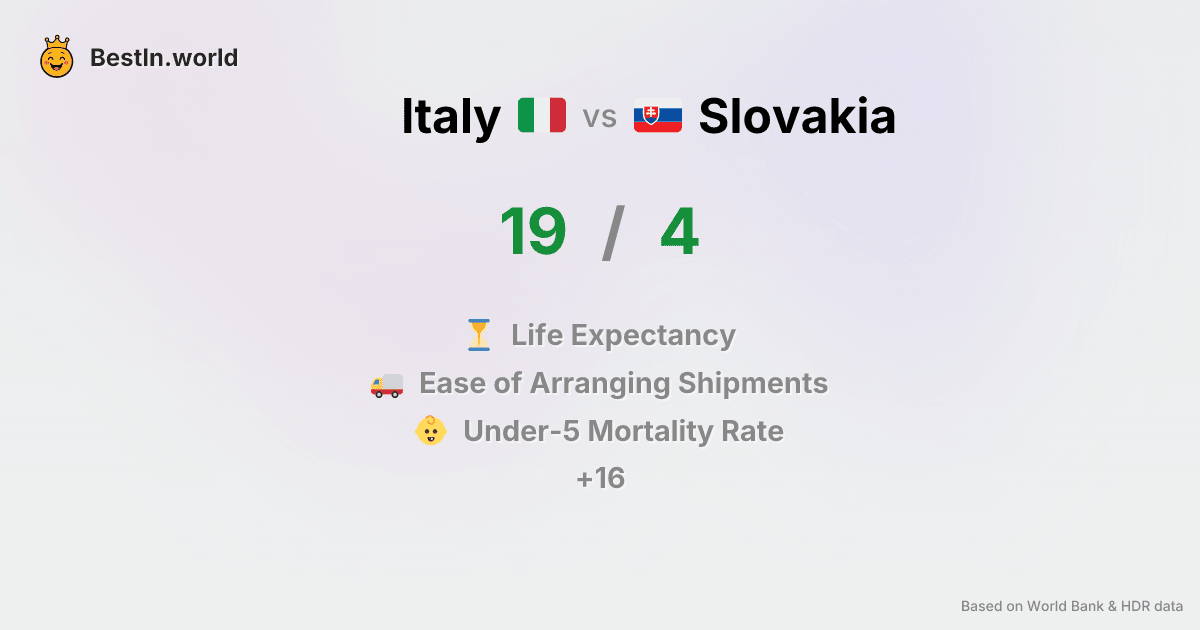 BestIn.world
Italy vs Slovakia
19 / 4
Life Expectancy
Ease of Arranging Shipments
Under-5 Mortality Rate
+16
Based on World Bank & HDR data